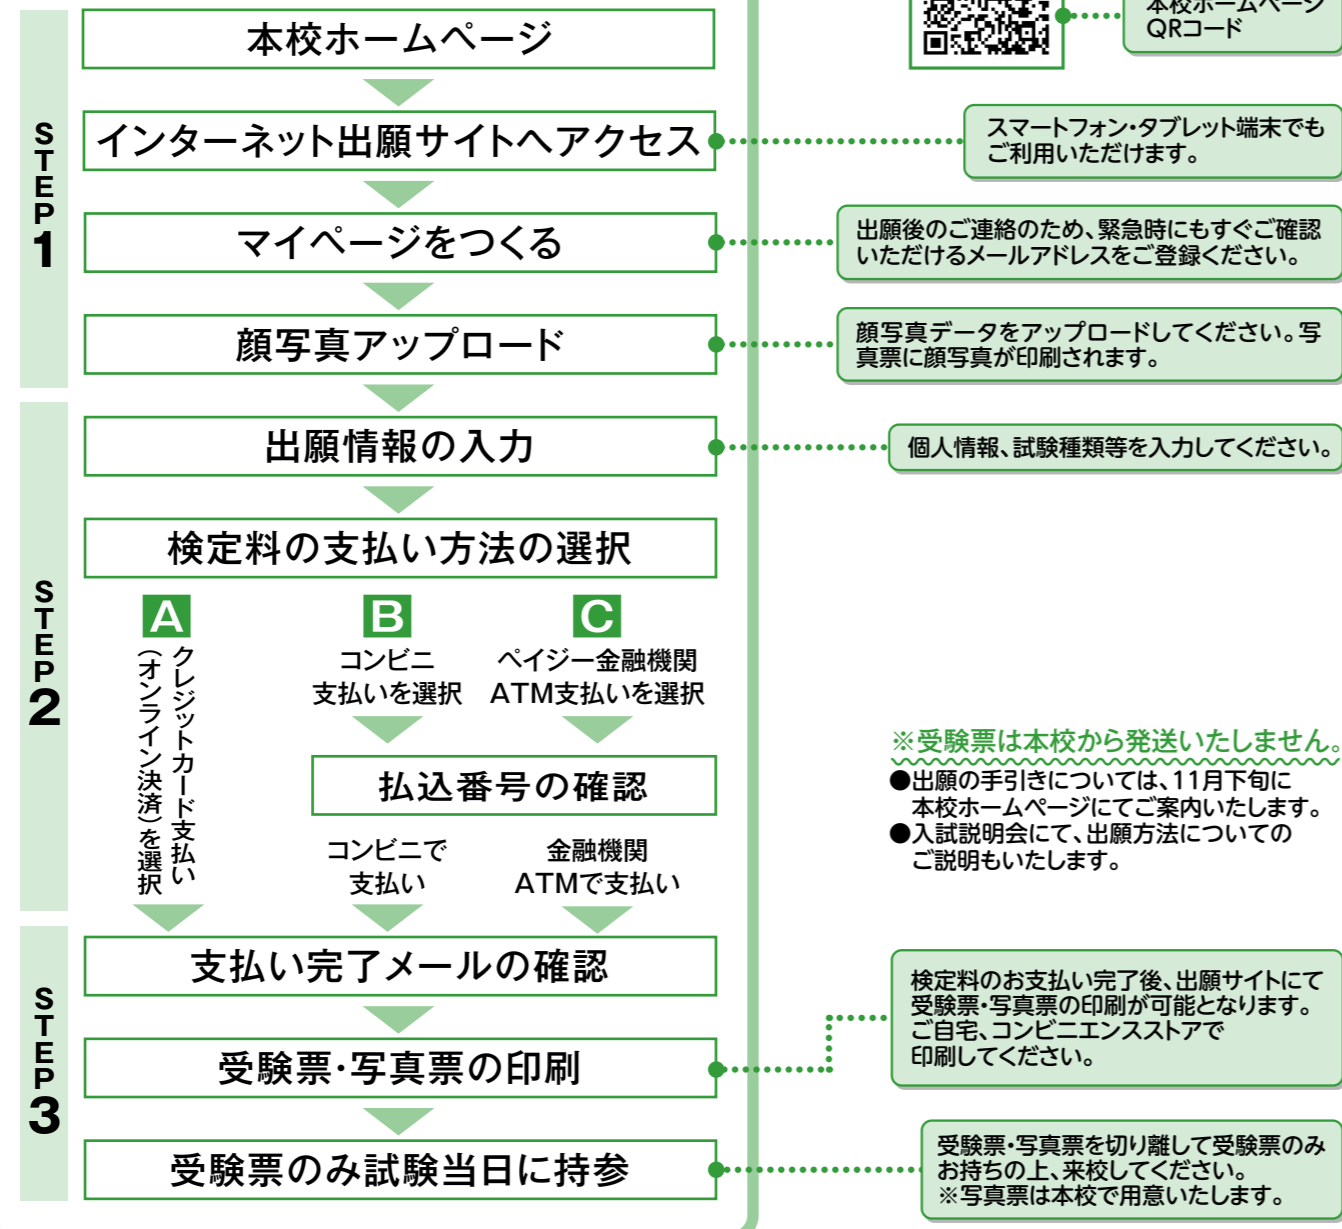 本校ホームページ
QRコード
STEP1
本校ホームページ
インターネット出願サイトへアクセス
スマートフォン・タブレット端末でも
ご利用いただけます。
マイページをつくる
出願後のご連絡のため、緊急時にもすぐご確認
いただけるメールアドレスをご登録ください。
顔写真アップロード
顔写真データをアップロードしてください。写
真票に顔写真が印刷されます。
STEP2
出願情報の入力
個人情報、試験種類等を入力してください。
検定料の支払い方法の選択
A
クレジットカード支払い
（オンライン決済）を選択
B
コンビニ
支払いを選択
C
ペイジー金融機関
ATM支払いを選択
払込番号の確認
コンビニで
支払い
金融機関
ATMで支払い
※受験票は本校から発送いたしません。
●出願の手引きについては、11月下旬に
本校ホームページにてご案内いたします。
●入試説明会にて、出願方法についての
ご説明もいたします。
STEP3
支払い完了メールの確認
受験票・写真票の印刷
検定料のお支払い完了後、出願サイトにて
受験票・写真票の印刷が可能となります。
ご自宅、コンビニエンスストアで
印刷してください。
受験票のみ試験当日に持参
受験票・写真票を切り離して受験票のみ
お持ちの上、来校してください。
※写真票は本校で用意いたします。